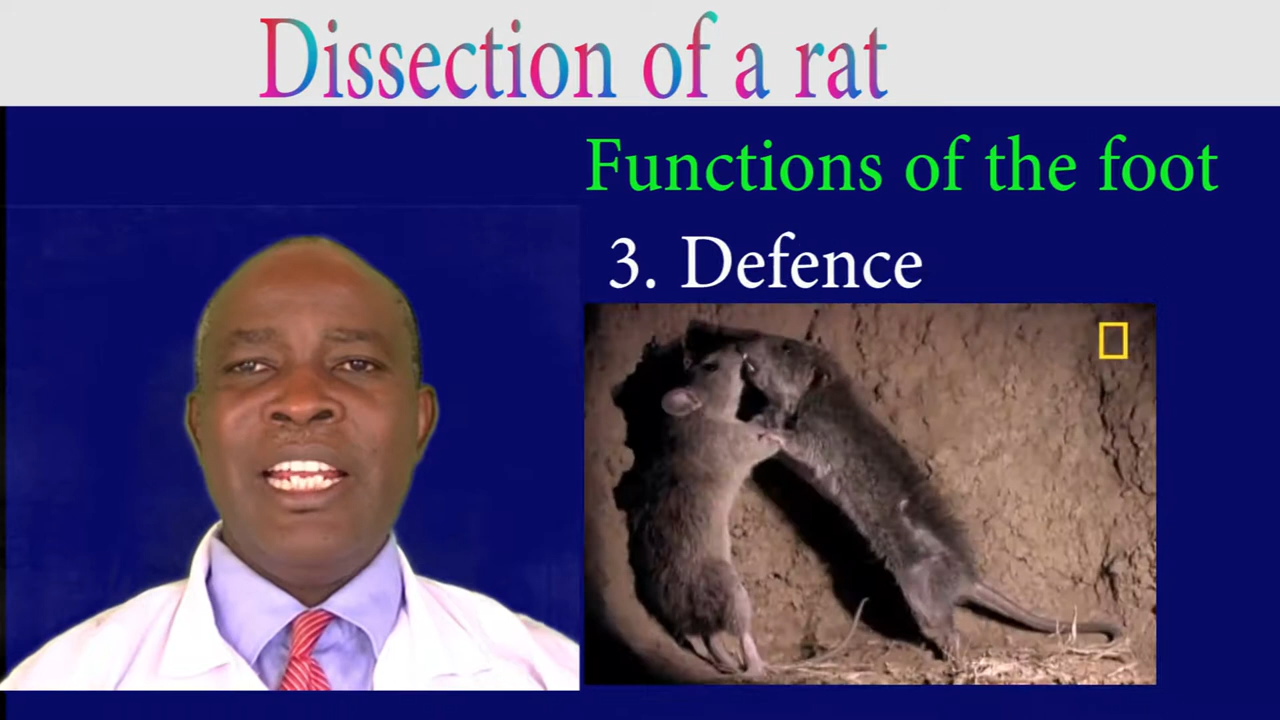 Dissection of a rat
Functions of the foot
3. Defence